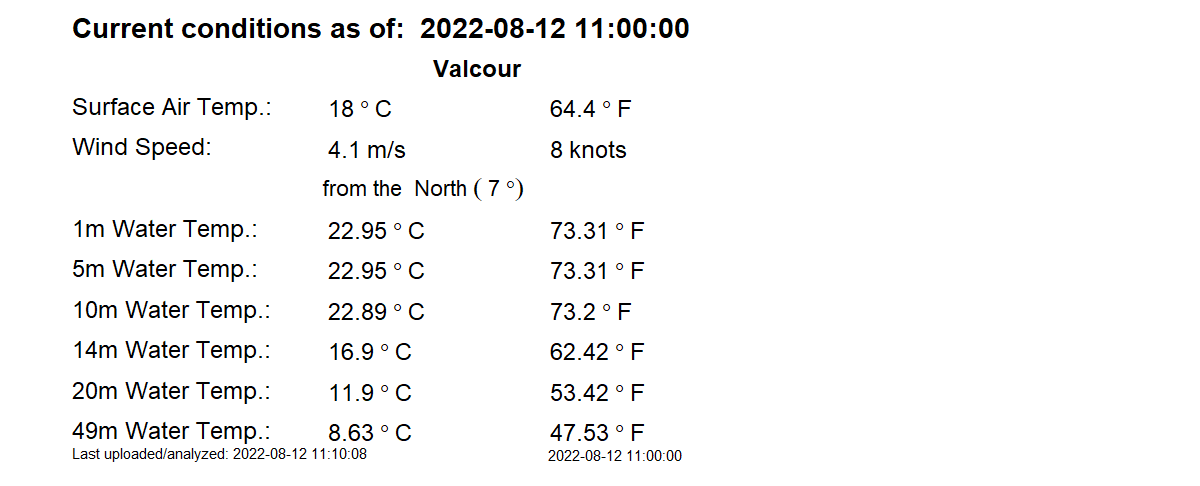 Current conditions as of:  2022-08-12 11:00:00
Valcour
Surface Air Temp.: 18 ° C 64.4 ° F
Wind Speed: 4.1 m/s 8 knots
from the  North ( 7 °)
1m Water Temp.: 22.95 ° C 73.31 ° F
5m Water Temp.: 22.95 ° C 73.31 ° F
10m Water Temp.: 22.89 ° C 73.2 ° F
14m Water Temp.: 16.9 ° C 62.42 ° F
20m Water Temp.: 11.9 ° C 53.42 ° F
49m Water Temp.: 8.63 ° C 47.53 ° F
Last uploaded/analyzed: 2022-08-12 11:10:08 2022-08-12 11:00:00